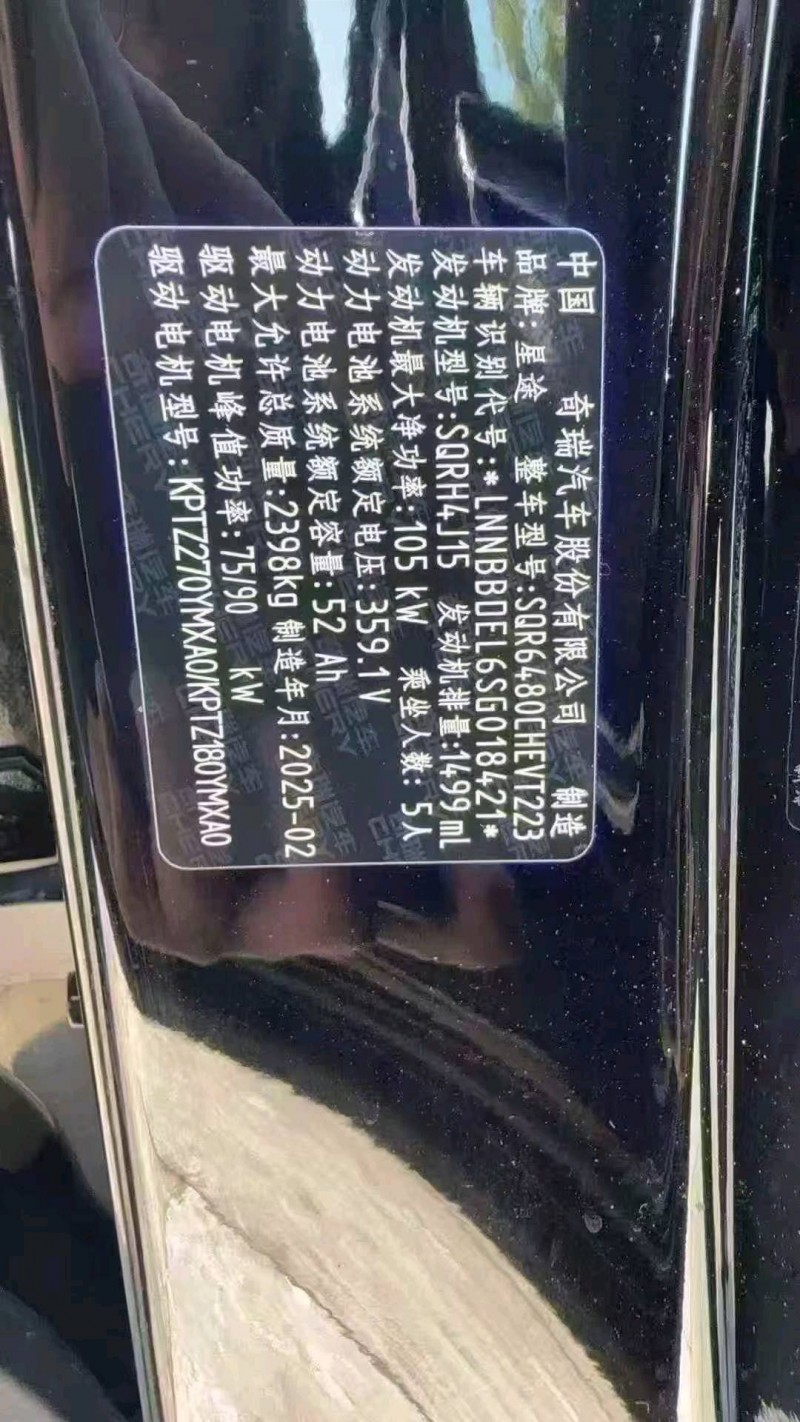 中国 奇瑞汽车股份有限公司 制造
品牌:星途 整车型号:SQR6480CHEVT223
车辆识别代号:*LNNBBDEL6SG018421*
发动机型号:SQRH4J15 发动机排量:1499mL
发动机最大净功率:105 kW 乘坐人数:5人
动力电池系统额定电压:359.1V
动力电池系统额定容量:52 Ah
最大允许总质量:2398kg 制造年月:2025-02
驱动电机峰值功率:75/90 kW
驱动电机型号:KPTZ270YMXA0/KPTZ180YMXA0